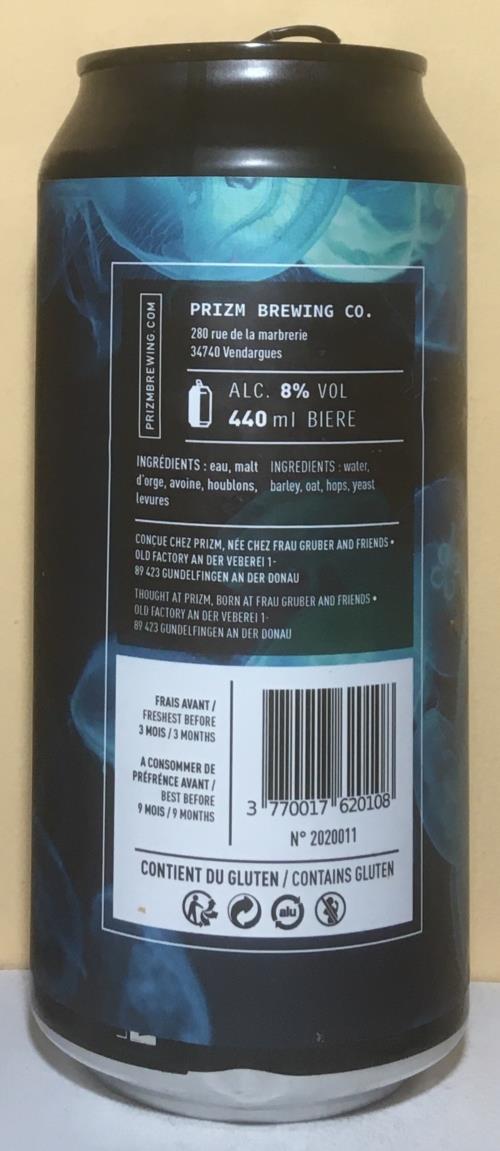 PRIZMBREWING.COM
PRIZM BREWING CO.
280 rue de la marbrerie
34740 Vendargues
ALC. 8% VOL
440 ml BIERE
INGRÉDIENTS : eau, malt
d'orge, avoine, houblons,
levures
INGREDIENTS : water,
barley, oat, hops, yeast
CONÇUE CHEZ PRIZM, NÉE CHEZ FRAU GRUBER AND FRIENDS •
OLD FACTORY AN DER VEBEREI 1-
89 423 GUNDELFINGEN AN DER DONAU
THOUGHT AT PRIZM, BORN AT FRAU GRUBER AND FRIENDS •
OLD FACTORY AN DER VEBEREI 1-
89 423 GUNDELFINGEN AN DER DONAU
FRAIS AVANT /
FRESHEST BEFORE
3 MOIS / 3 MONTHS
A CONSOMMER DE
PRÉFRÉNCE AVANT /
BEST BEFORE
9 MOIS / 9 MONTHS
3 770017 620108
N° 2020011
CONTIENT DU GLUTEN / CONTAINS GLUTEN
alu